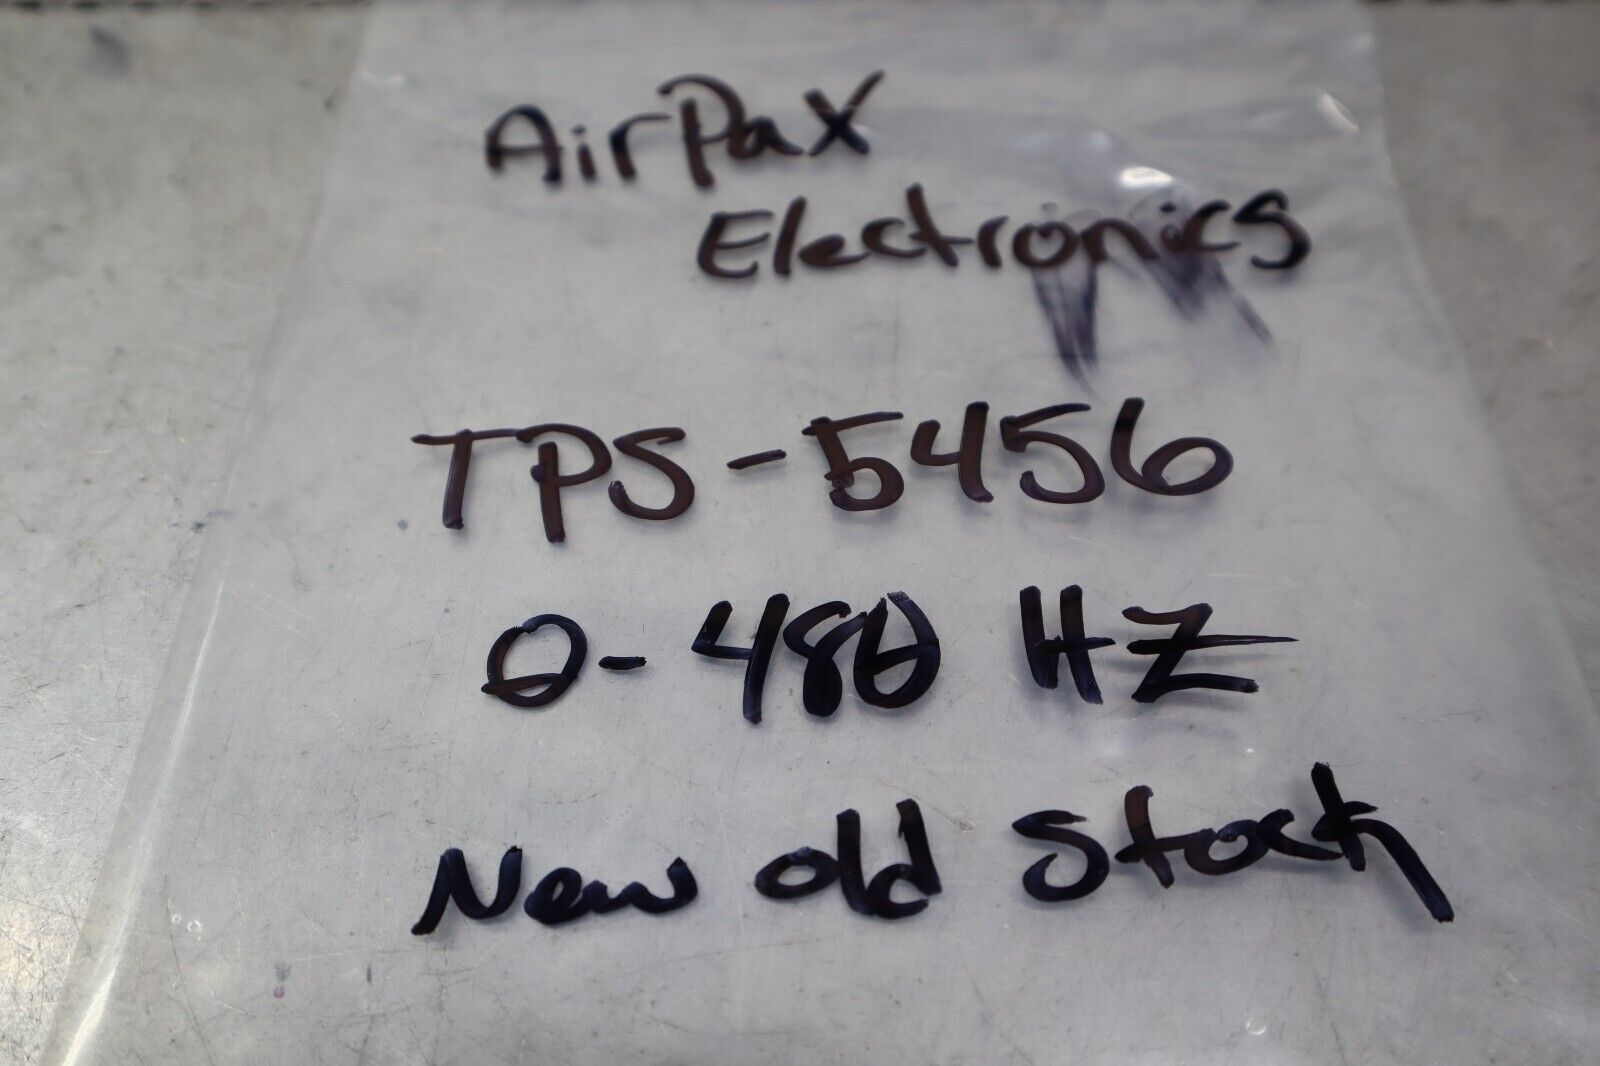 AirPax
Electronics
TPS-5456
0-480 HZ
New old Stock